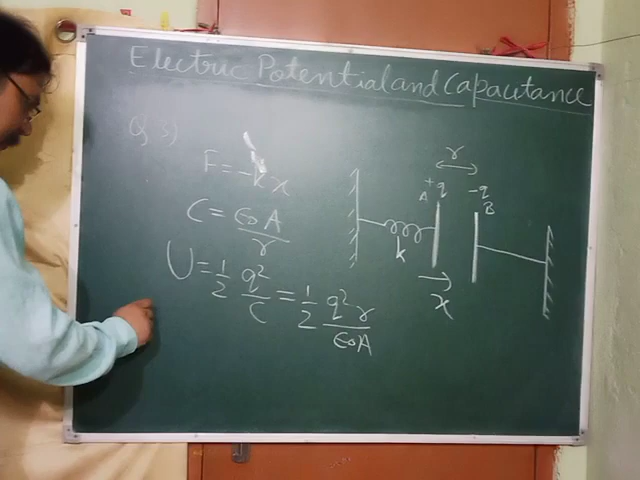 Electric Potential and Capacitance
Q 3)
F = -kx
C = ε0A/r
U = 1/2 q²/C = 1/2 q²r/ε0A
r
+q -q
A B
k
x